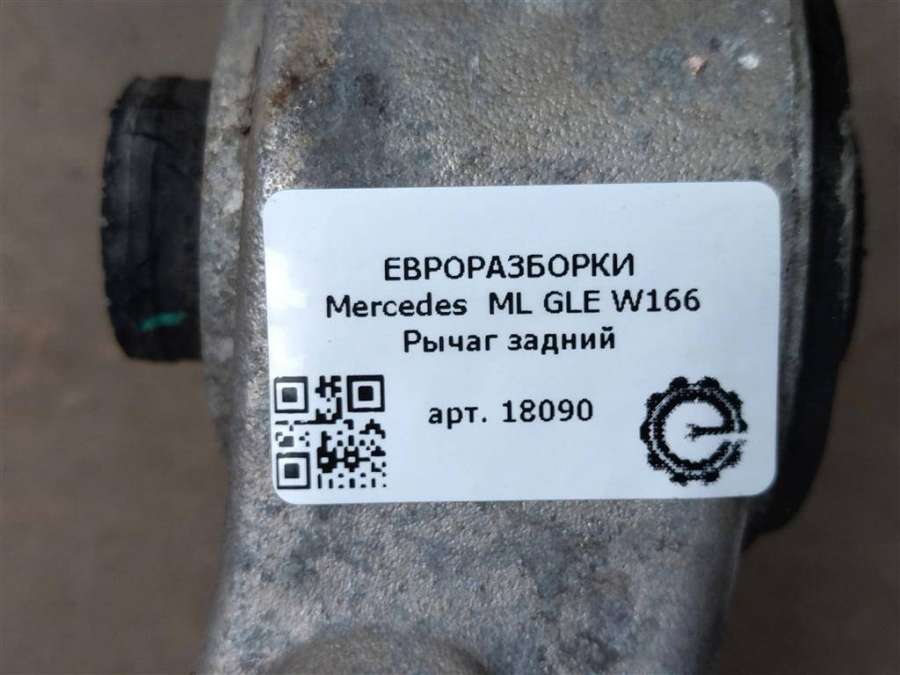 ЕВРОРАЗБОРКИ
Mercedes ML GLE W166
Рычаг задний
арт. 18090